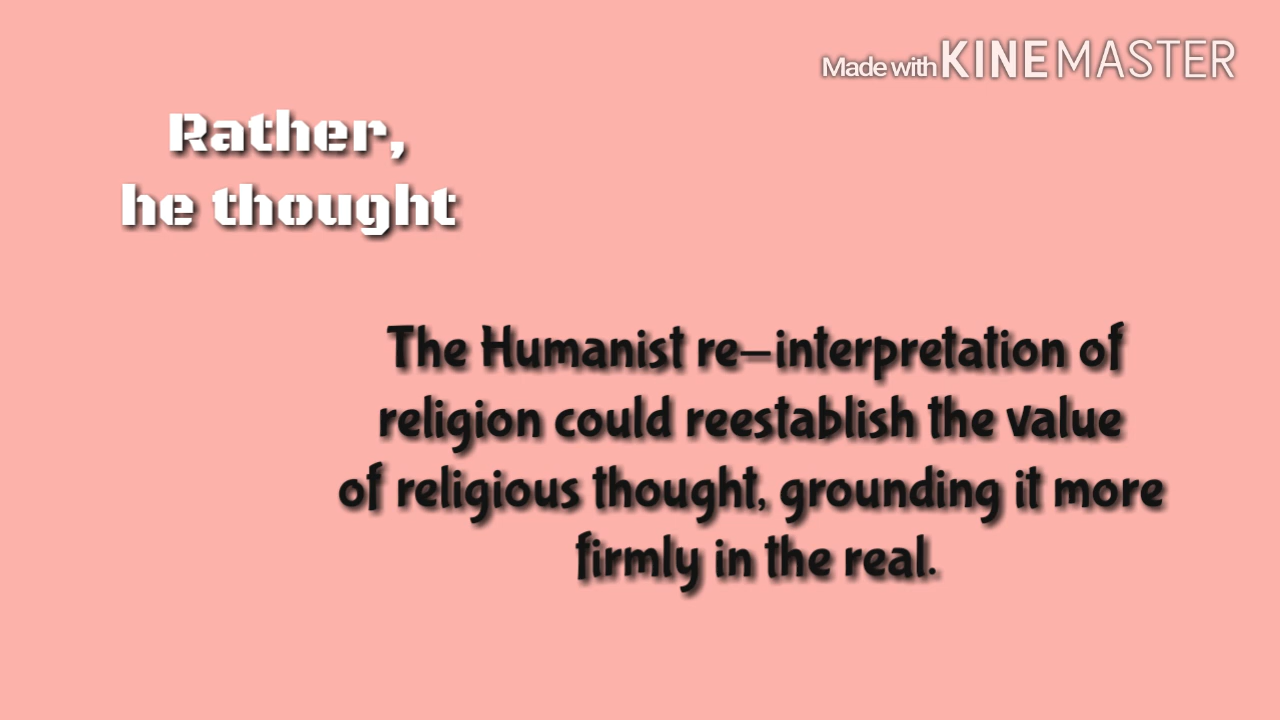 Made with KINEMASTER
Rather,
he thought
The Humanist re-interpretation of
religion could reestablish the value
of religious thought, grounding it more
firmly in the real.